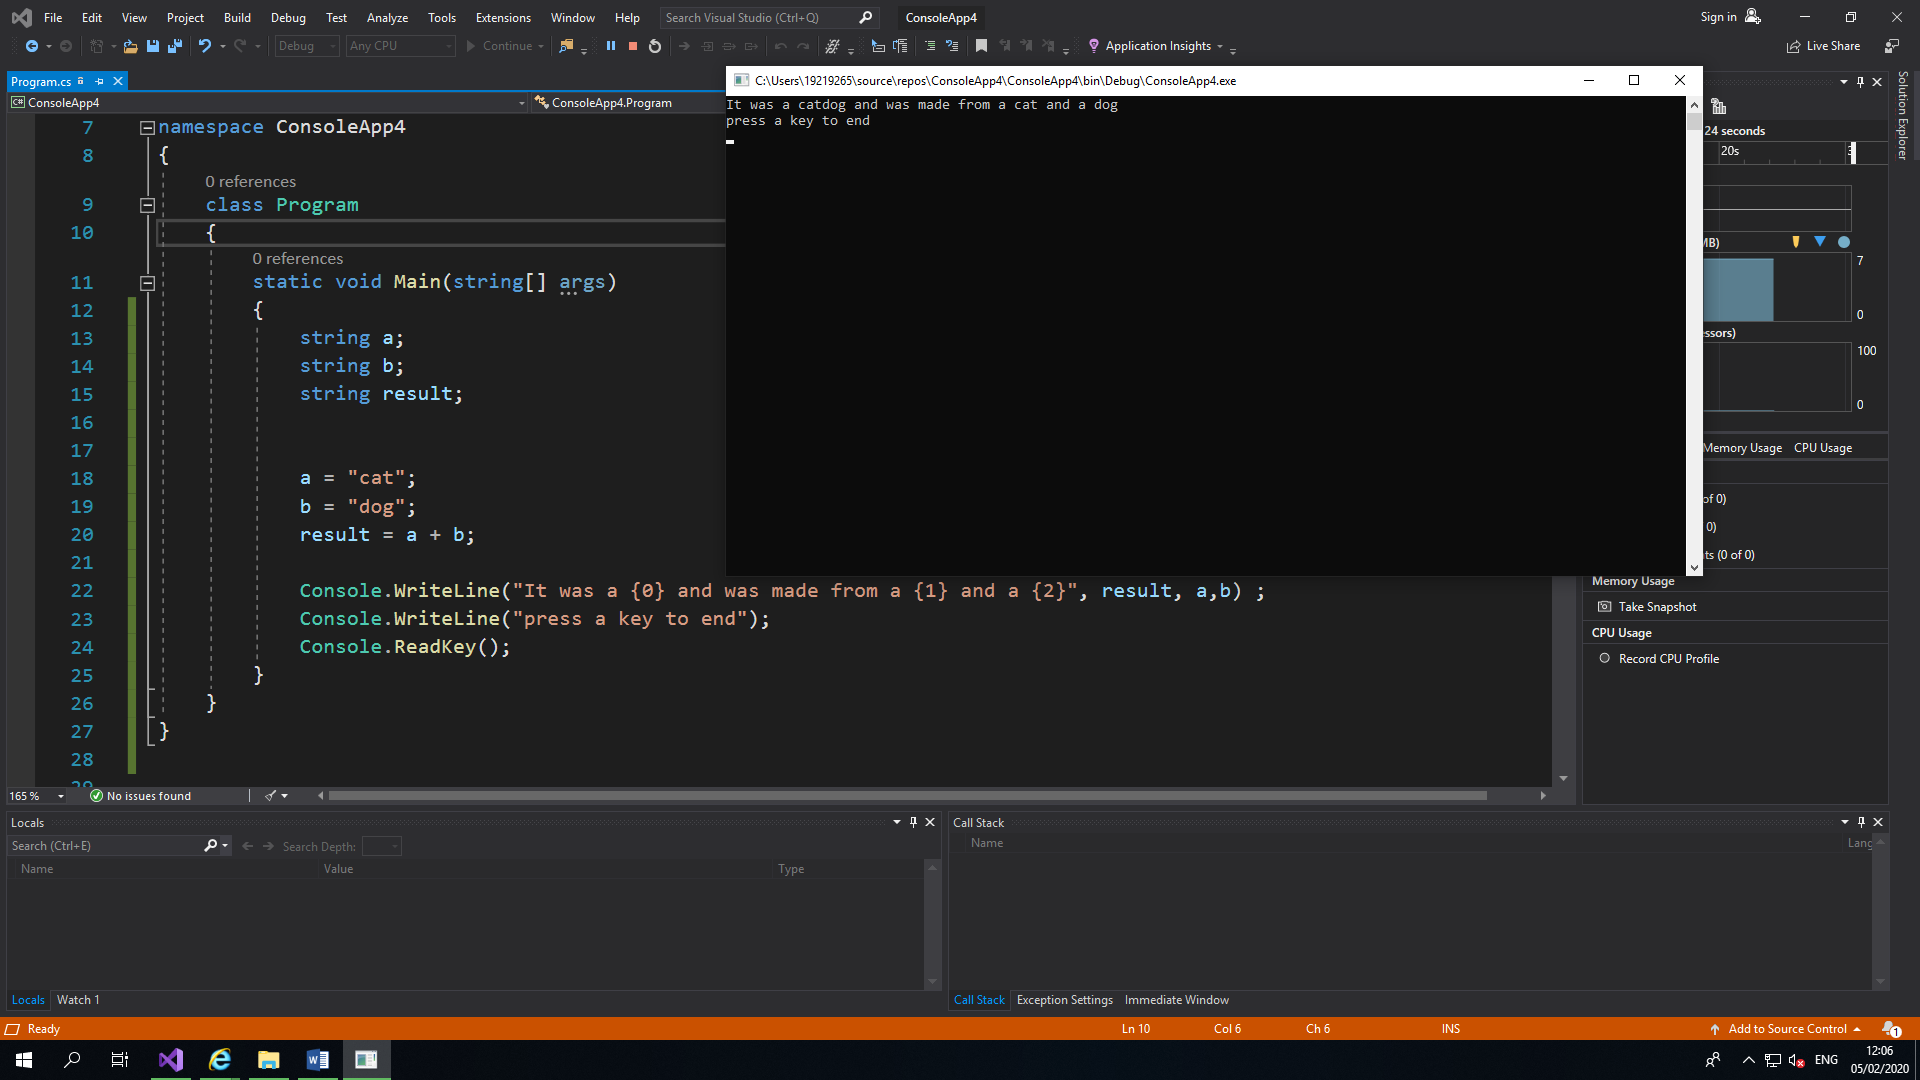 File Edit View Project Build Debug Test Analyze Tools Extensions Window Help Search Visual Studio (Ctrl+Q) ConsoleApp4 Sign in
Debug Any CPU Continue Application Insights Live Share
Program.cs
ConsoleApp4 ConsoleApp4.Program
7 namespace ConsoleApp4
8 {
0 references
9 class Program
10 {
0 references
11 static void Main(string[] args)
12 {
13 string a;
14 string b;
15 string result;
16
17
18 a = "cat";
19 b = "dog";
20 result = a + b;
21
22 Console.WriteLine("It was a {0} and was made from a {1} and a {2}", result, a,b) ;
23 Console.WriteLine("press a key to end");
24 Console.ReadKey();
25 }
26 }
27 }
28
29
165 % No issues found
C:\Users\19219265\source\repos\ConsoleApp4\ConsoleApp4\bin\Debug\ConsoleApp4.exe
It was a catdog and was made from a cat and a dog
press a key to end
Solution Explorer
24 seconds
20s
MB)
7
0
essors)
100
0
Memory Usage CPU Usage
of 0)
0)
ts (0 of 0)
Memory Usage
Take Snapshot
CPU Usage
Record CPU Profile
Locals
Search (Ctrl+E) Search Depth:
Name Value Type
Locals Watch 1
Call Stack
Name Lang
Call Stack Exception Settings Immediate Window
Ready Ln 10 Col 6 Ch 6 INS Add to Source Control 1
ENG
12:06
05/02/2020